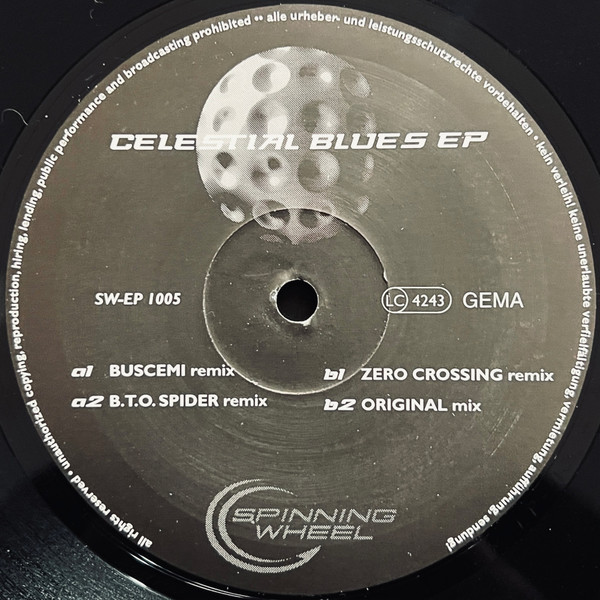 all rights reserved • unauthorized copying, reproduction, hiring, lending, public performance and broadcasting prohibited •• alle urheber- und leistungsschutzrechte vorbehalten • kein verleih! keine unerlaubte vervielfältigung, vermietung, aufführung, sendung!
CELESTIAL BLUES EP
SW-EP 1005
LC 4243 GEMA
a1 BUSCEMI remix
a2 B.T.O. SPIDER remix
b1 ZERO CROSSING remix
b2 ORIGINAL mix
SPINNING
WHEEL